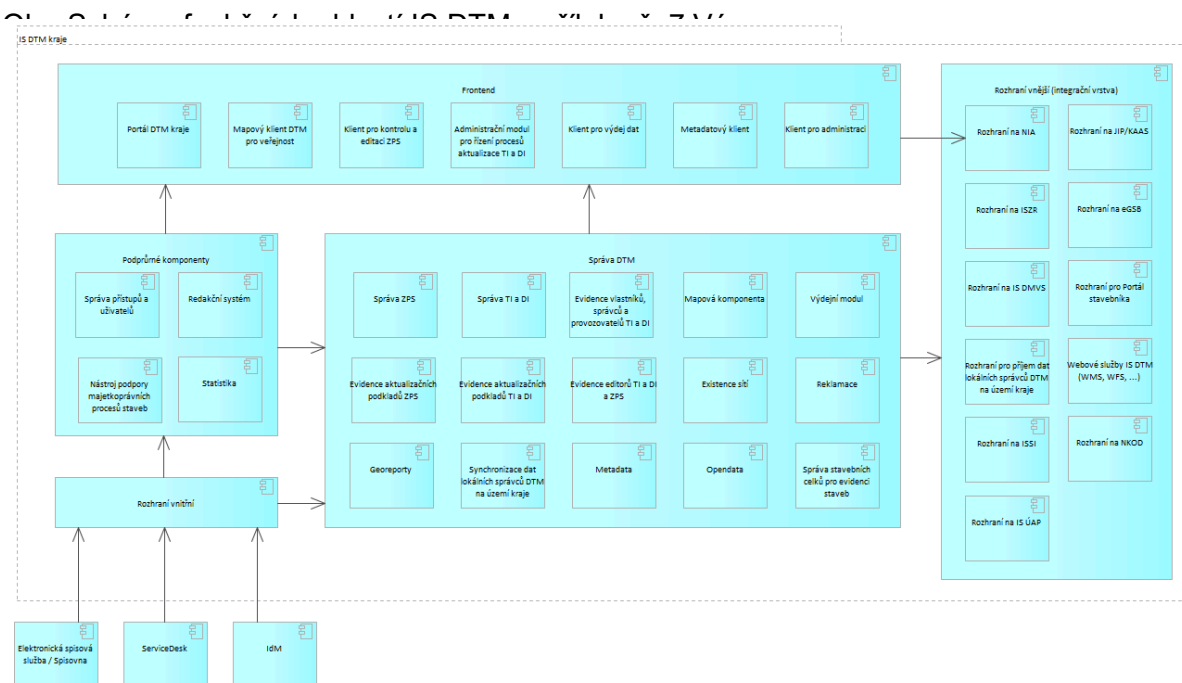 IS DTM kraje
Frontend
Portál DTM kraje
Mapový klient DTM
pro veřejnost
Klient pro kontrolu a
editaci ZPS
Administrační modul
pro řízení procesů
aktualizace TI a DI
Klient pro výdej dat
Metadatový klient
Klient pro administraci
Rozhraní vnější (integrační vrstva)
Rozhraní na NIA
Rozhraní na JIP/KAAS
Rozhraní na ISZR
Rozhraní na eGSB
Rozhraní na IS DMVS
Rozhraní pro Portál
stavebníka
Rozhraní pro příjem dat
lokálních správců DTM
na území kraje
Webové služby IS DTM
(WMS, WFS, ...)
Rozhraní na ISSI
Rozhraní na NKOD
Rozhraní na IS ÚAP
Podpůrné komponenty
Správa přístupů a
uživatelů
Redakční systém
Nástroj podpory
majetkoprávních
procesů staveb
Statistika
Správa DTM
Správa ZPS
Správa TI a DI
Evidence vlastníků,
správců a
provozovatelů TI a DI
Mapová komponenta
Výdejní modul
Evidence aktualizačních
podkladů ZPS
Evidence aktualizačních
podkladů TI a DI
Evidence editorů TI a DI
a ZPS
Existence sítí
Reklamace
Georeporty
Synchronizace dat
lokálních správců DTM
na území kraje
Metadata
Opendata
Správa stavebních
celků pro evidenci
staveb
Rozhraní vnitřní
Elektronická spisová
služba / Spisovna
ServiceDesk
IdM